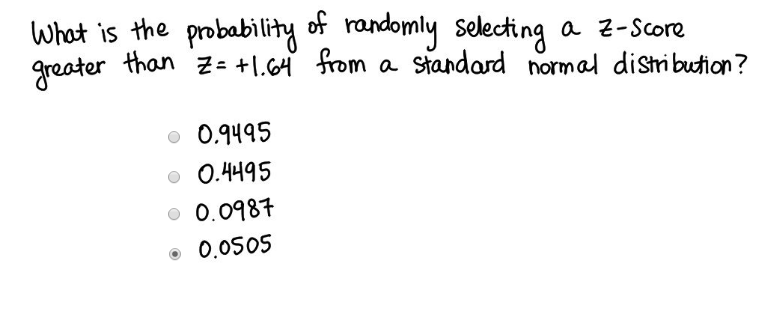 What is the probability of randomly selecting a z-score
greater than z = +1.64 from a standard normal distribution?
0.9495
0.4495
0.0987
0.0505